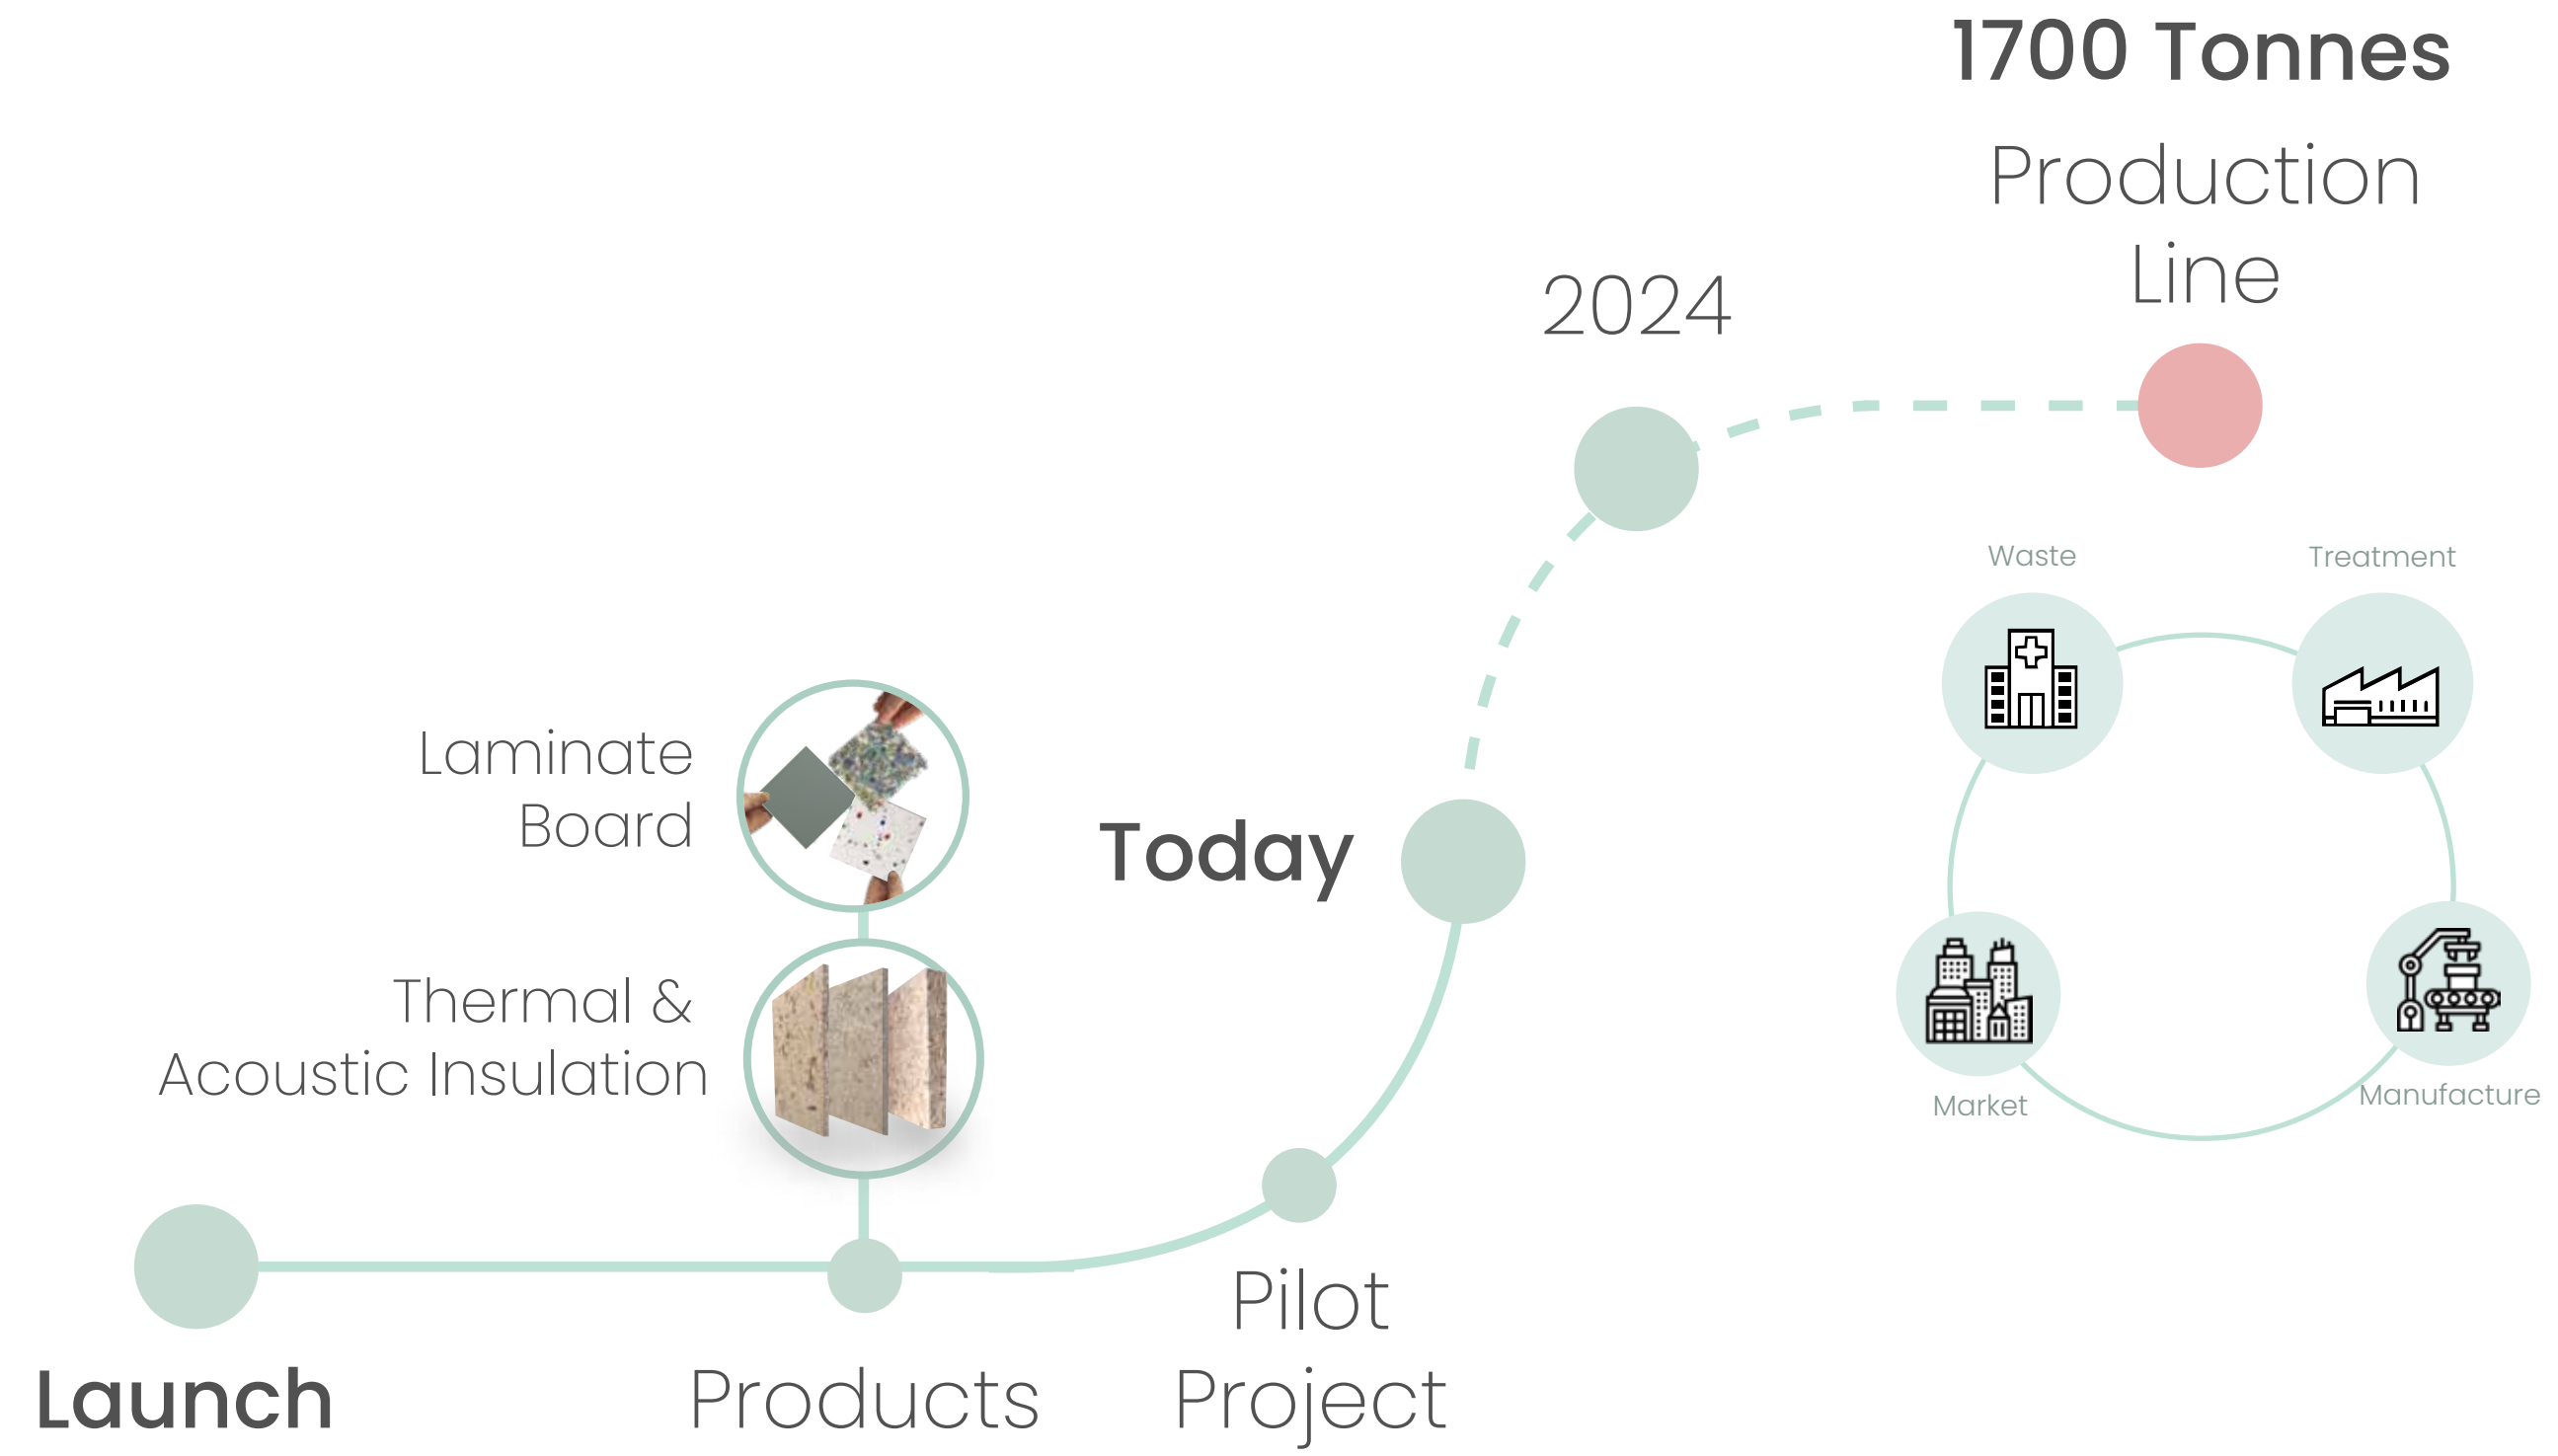 1700 Tonnes
Production
Line
2024
Waste
Treatment
Laminate
Board
Today
Thermal &
Acoustic Insulation
Market
Manufacture
Pilot
Project
Products
Launch